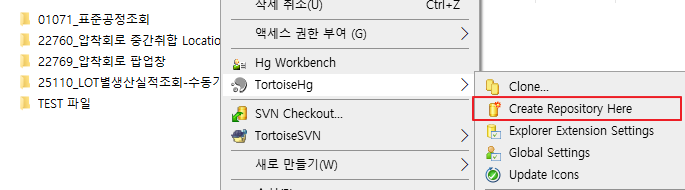 01071_표준공정조회
22760_압착회로 중간취합 Locatio
22769_압착회로 팝업창
25110_LOT별생산실적조회-수동기
TEST 파일
삭제 취소(U) Ctrl+Z
액세스 권한 부여 (G)
Hg Workbench
TortoiseHg
SVN Checkout...
TortoiseSVN
새로 만들기(W)
Clone...
Create Repository Here
Explorer Extension Settings
Global Settings
Update Icons